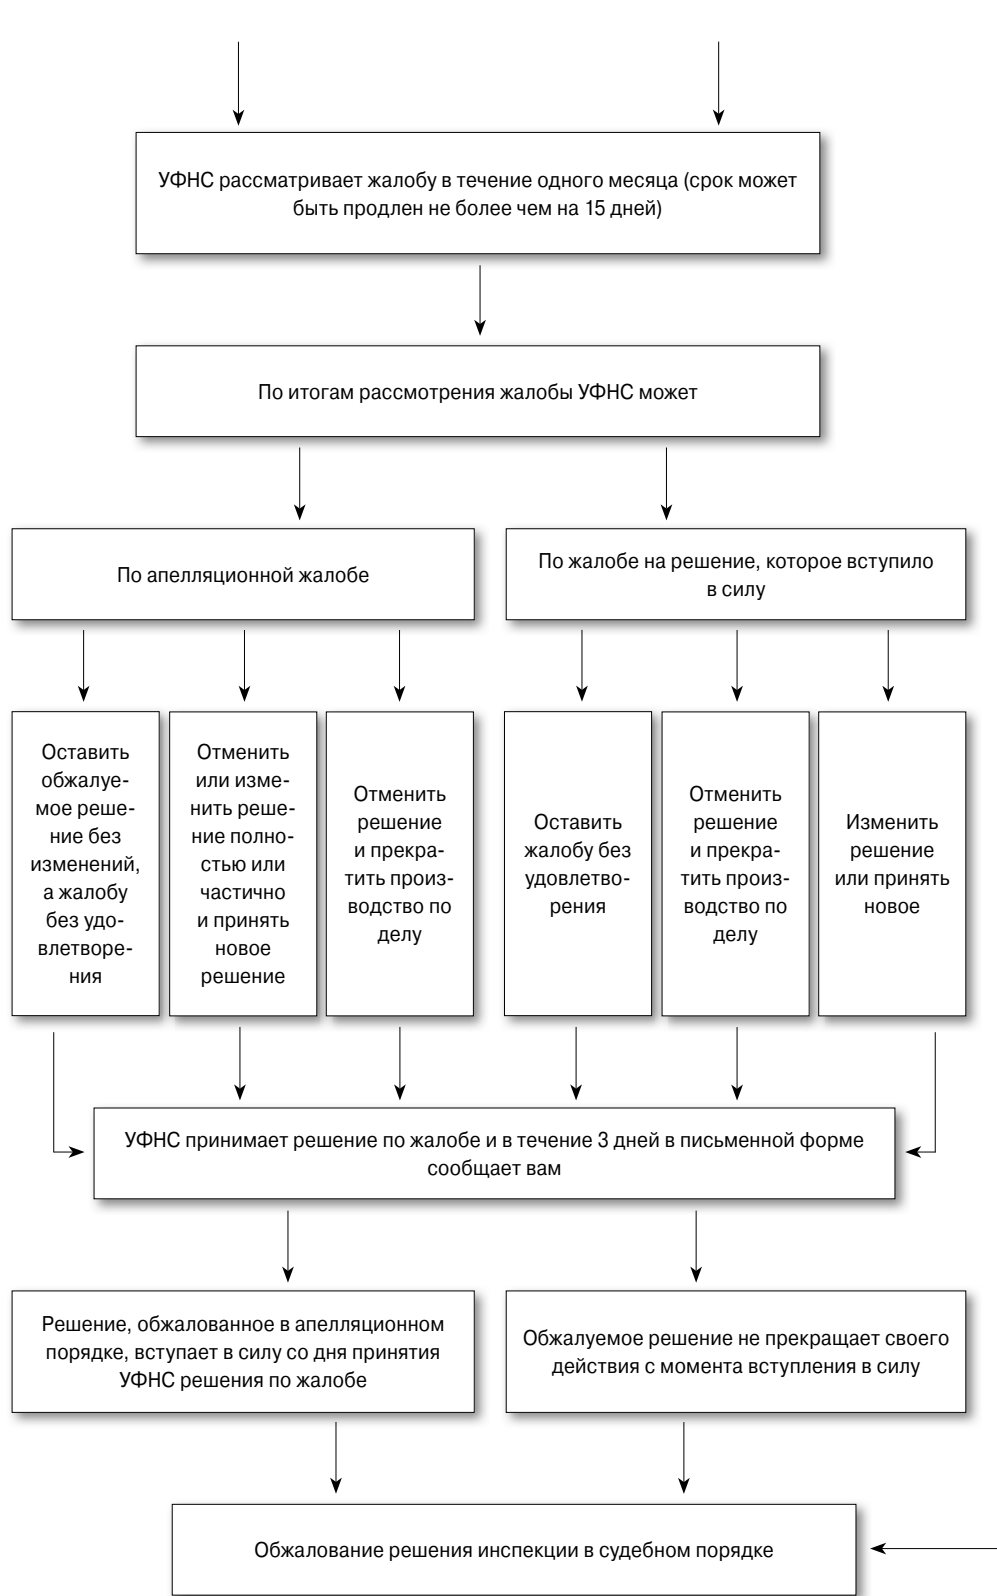 УФНС рассматривает жалобу в течение одного месяца (срок может
быть продлен не более чем на 15 дней)
По итогам рассмотрения жалобы УФНС может
По апелляционной жалобе
По жалобе на решение, которое вступило
в силу
Оставить
обжалуе-
мое реше-
ние без
изменений,
а жалобу
без удо-
влетворе-
ния
Отменить
или изме-
нить реше-
ние полно-
стью или
частично
и принять
новое
решение
Отменить
решение
и прекра-
тить произ-
водство по
делу
Оставить
жалобу без
удовлетво-
рения
Отменить
решение
и прекра-
тить произ-
водство по
делу
Изменить
решение
или принять
новое
УФНС принимает решение по жалобе и в течение 3 дней в письменной форме
сообщает вам
Решение, обжалованное в апелляционном
порядке, вступает в силу со дня принятия
УФНС решения по жалобе
Обжалуемое решение не прекращает своего
действия с момента вступления в силу
Обжалование решения инспекции в судебном порядке